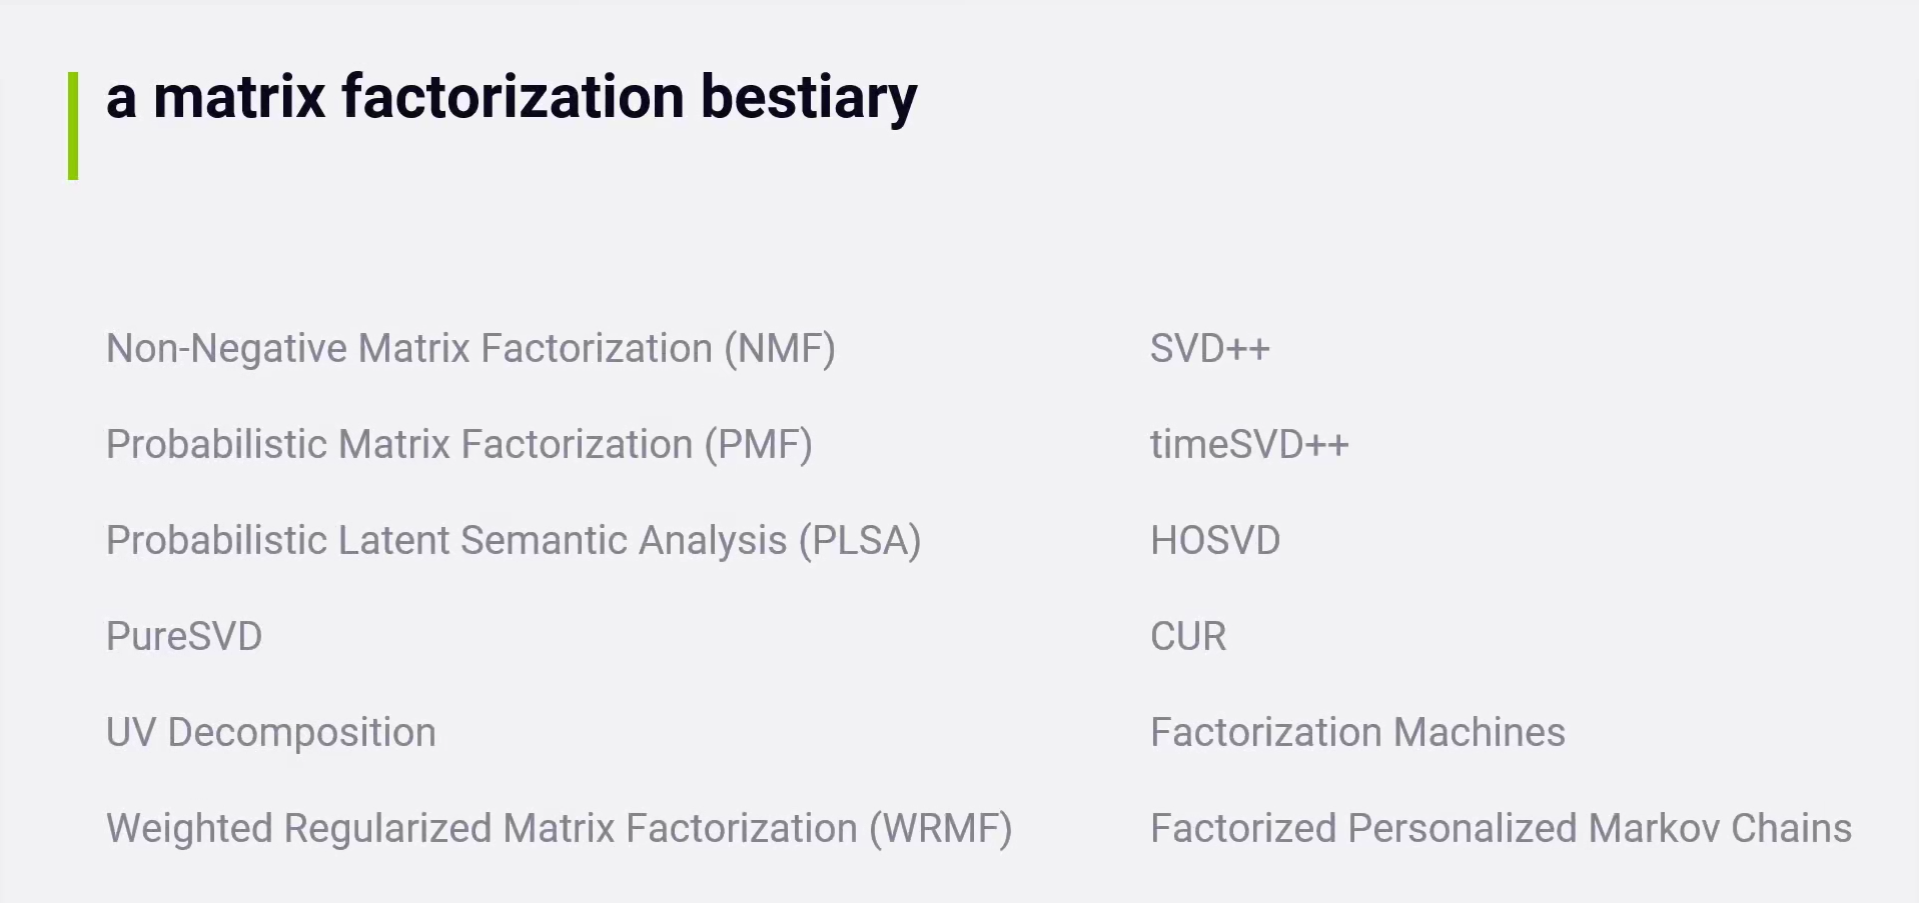 a matrix factorization bestiary
Non-Negative Matrix Factorization (NMF)
Probabilistic Matrix Factorization (PMF)
Probabilistic Latent Semantic Analysis (PLSA)
PureSVD
UV Decomposition
Weighted Regularized Matrix Factorization (WRMF)
SVD++
timeSVD++
HOSVD
CUR
Factorization Machines
Factorized Personalized Markov Chains